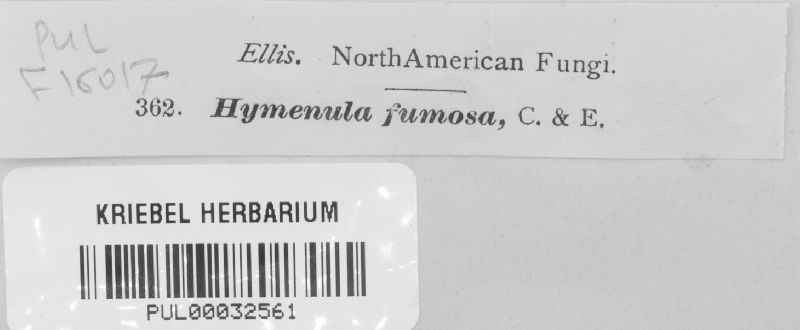 PUL
F16017
Ellis. NorthAmerican Fungi.
362. Hymenula fumosa, C. & E.
KRIEBEL HERBARIUM
PUL00032561